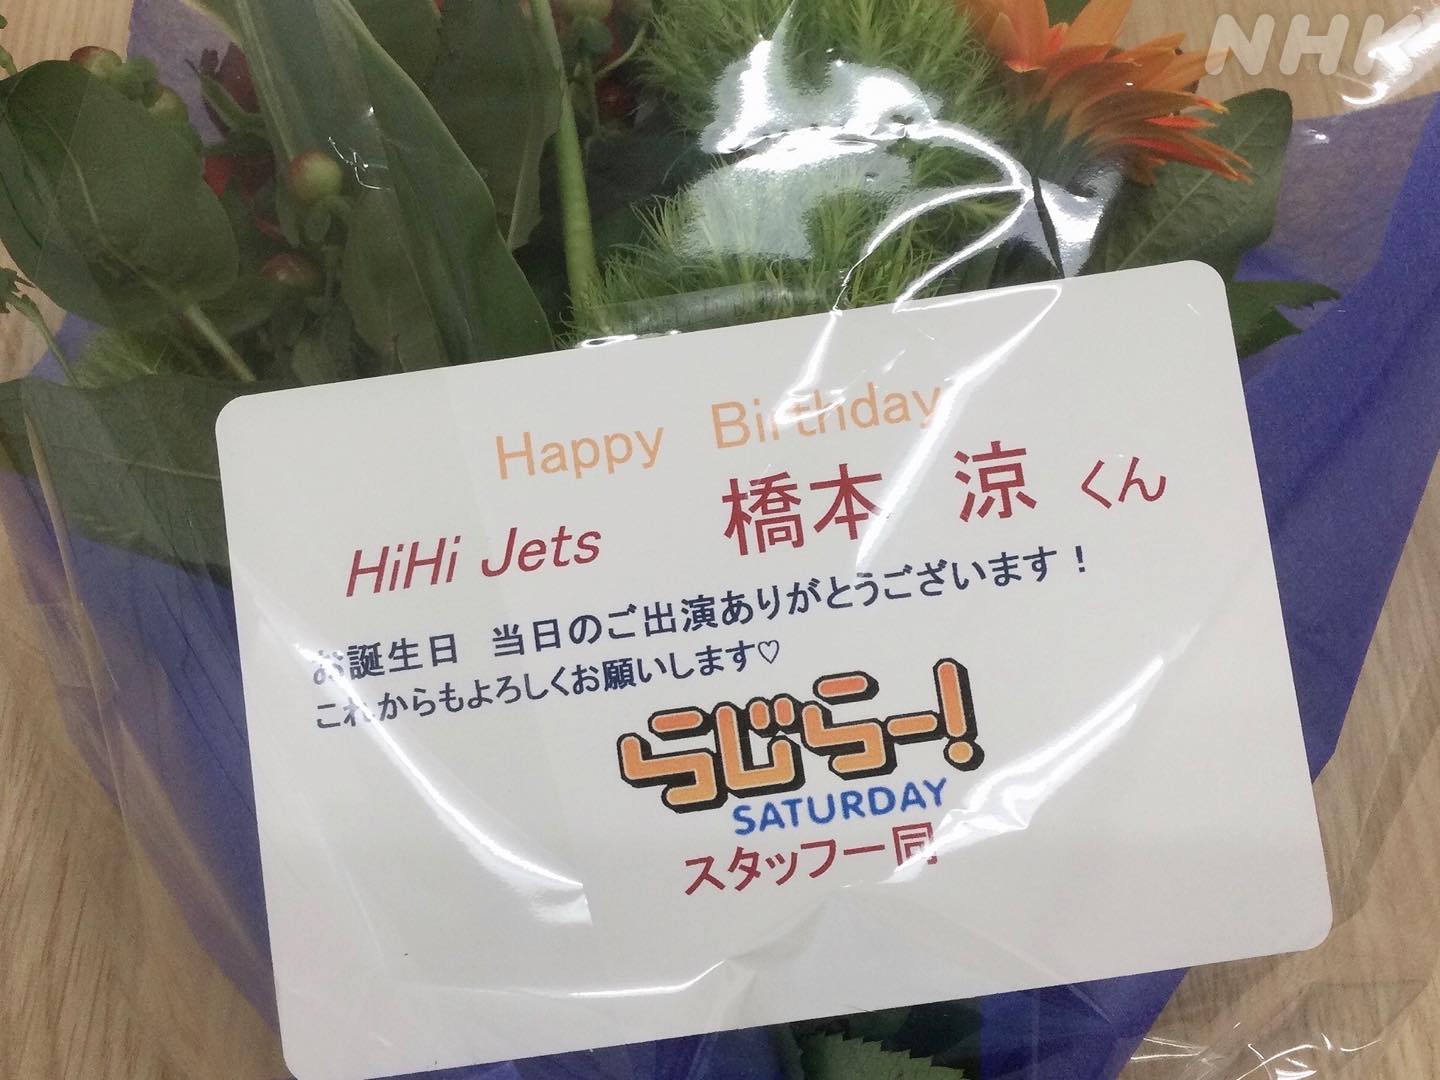 NHK
Happy Birthday
HiHi Jets 橋本 涼 くん
お誕生日 当日のご出演ありがとうございます！
これからもよろしくお願いします♡
らじらー！
SATURDAY
スタッフ一同